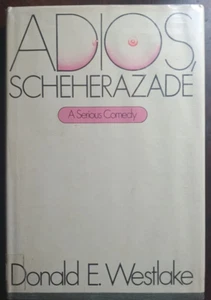 ADIOS,
SCHEHERAZADE
A Serious Comedy
Donald E. Westlake